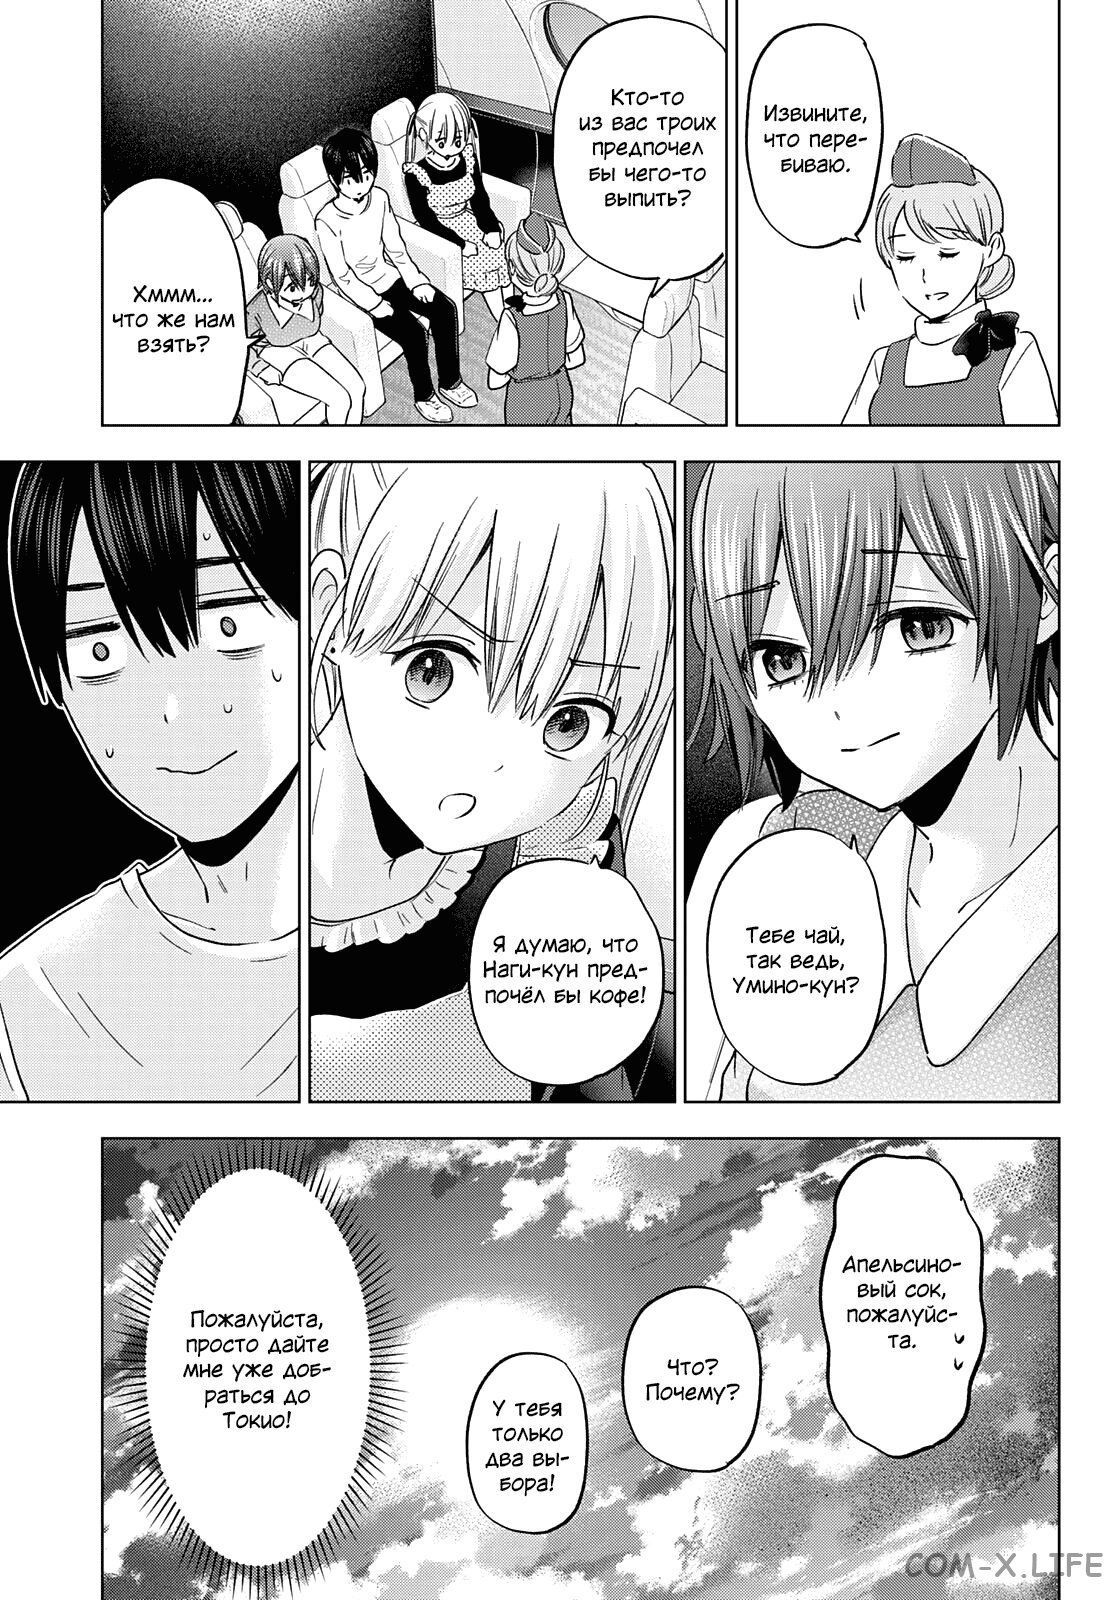 Извините,
что пере-
биваю.
Кто-то
из вас троих
предпочел
бы чего-то
выпить?
Хммм...
что же нам
взять?
Тебе чай,
так ведь,
Умино-кун?
Я думаю, что
Наги-кун пред-
почёл бы кофе!
Апельсино-
вый сок,
пожалуйс-
та.
Что?
Почему?
У тебя
только
два вы-
бора!
Пожалуйста,
просто дайте
мне уже доб-
раться до
Токио!
COM-X.LIFE